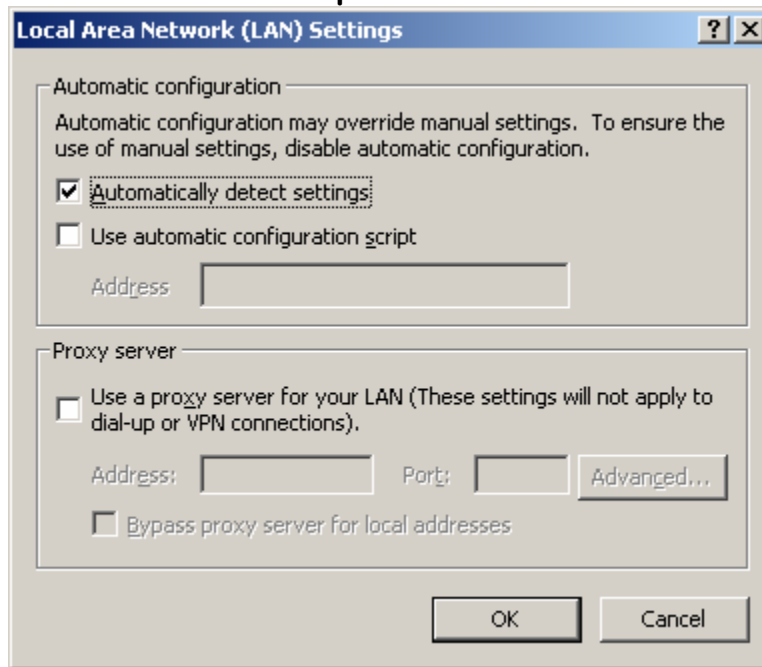 Local Area Network (LAN) Settings
Automatic configuration
Automatic configuration may override manual settings. To ensure the
use of manual settings, disable automatic configuration.
Automatically detect settings
Use automatic configuration script
Address
Proxy server
Use a proxy server for your LAN (These settings will not apply to
dial-up or VPN connections).
Address: Port: Advanced...
Bypass proxy server for local addresses
OK Cancel